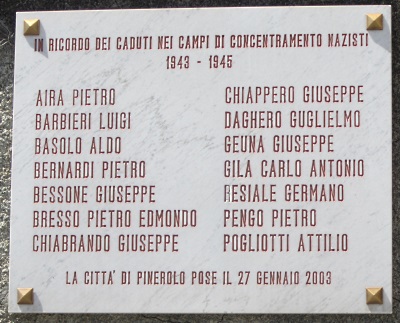 IN RICORDO DEI CADUTI NEI CAMPI DI CONCENTRAMENTO NAZISTI
1943 - 1945
AIRA PIETRO
BARBIERI LUIGI
BASOLO ALDO
BERNARDI PIETRO
BESSONE GIUSEPPE
BRESSO PIETRO EDMONDO
CHIABRANDO GIUSEPPE
CHIAPPERO GIUSEPPE
DAGHERO GUGLIELMO
GEUNA GIUSEPPE
GILA CARLO ANTONIO
RESIALE GERMANO
PENGO PIETRO
POGLIOTTI ATTILIO
LA CITTA' DI PINEROLO POSE IL 27 GENNAIO 2003